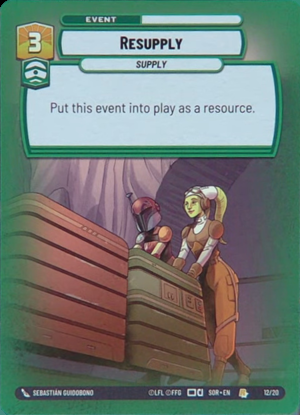 EVENT
3
RESUPPLY
SUPPLY
Put this event into play as a resource.
SEBASTIÁN GUIDOBONO
©LFL ©FFG
SOR • EN
12/20